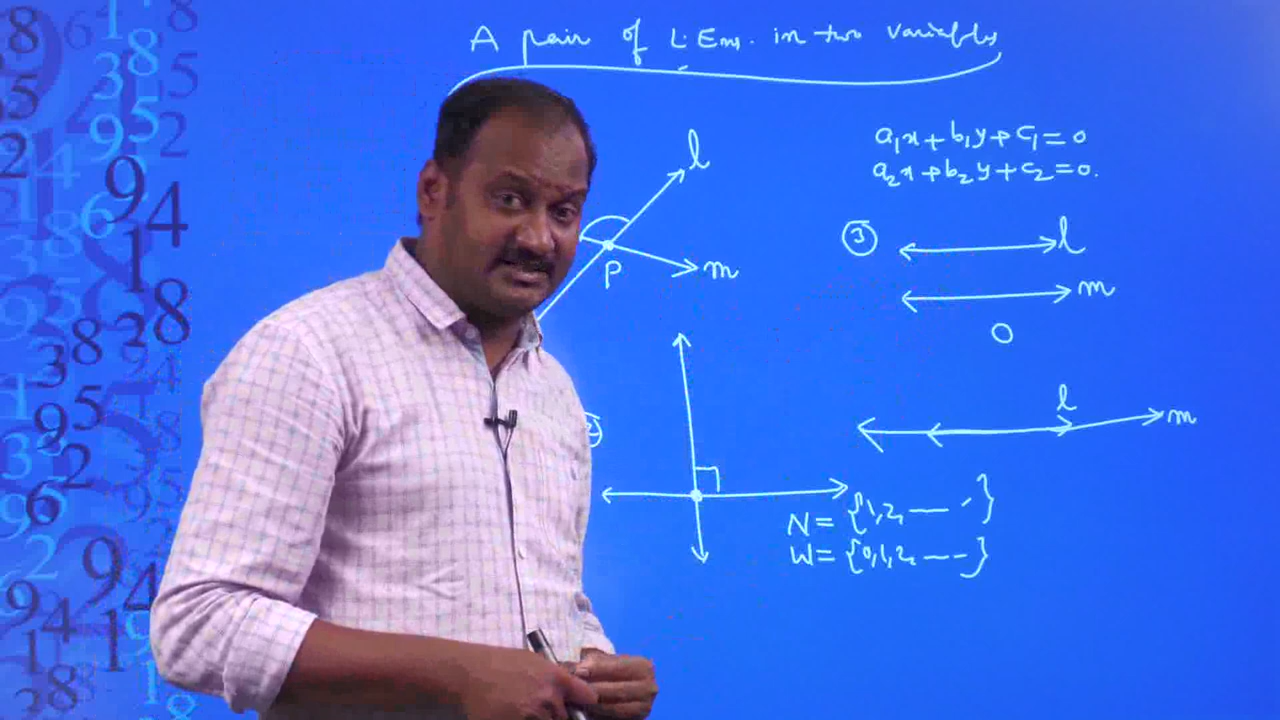 A pair of L.Eqns. in two variables
a₁x + b₁y + c₁ = 0
a₂x + b₂y + c₂ = 0.
l
m
P
③ l
m
0
l
m
N = {1, 2, — - }
W = {0, 1, 2, — - }